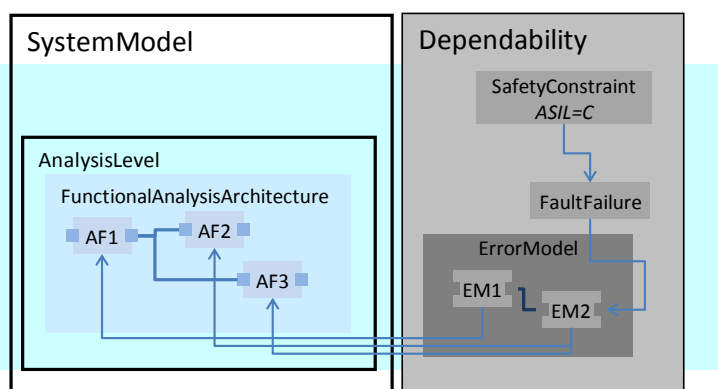 SystemModel
AnalysisLevel
FunctionalAnalysisArchitecture
AF1
AF2
AF3
Dependability
SafetyConstraint
ASIL=C
FaultFailure
ErrorModel
EM1
EM2